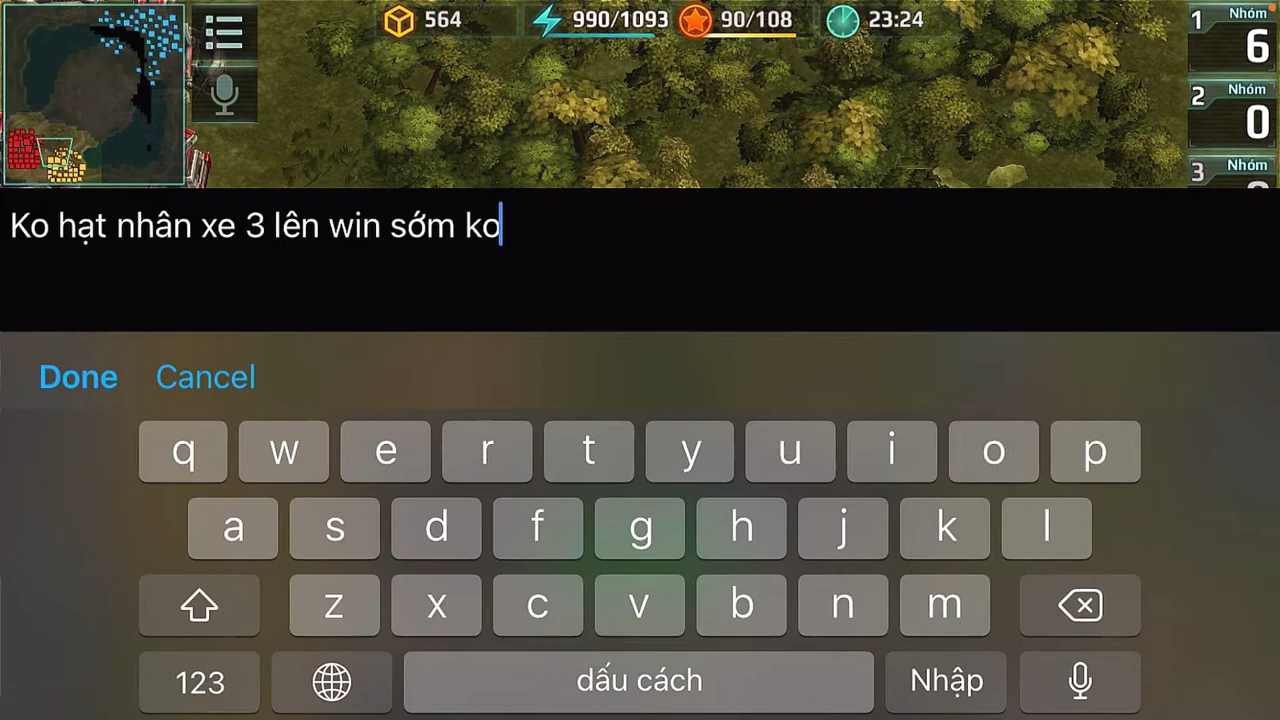 564 990/1093 90/108 23:24
1 Nhóm 6
2 Nhóm 0
3 Nhóm
Ko hạt nhân xe 3 lên win sớm ko
Done Cancel
q w e r t y u i o p
a s d f g h j k l
z x c v b n m
123 dấu cách Nhập